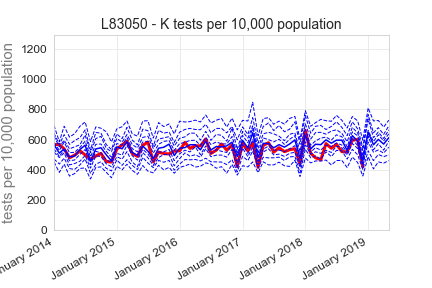 L83050 - K tests per 10,000 population
tests per 10,000 population
1200
1000
800
600
400
200
0
nuary 2014
January 2015
January 2016
January 2017
January 2018
January 2019